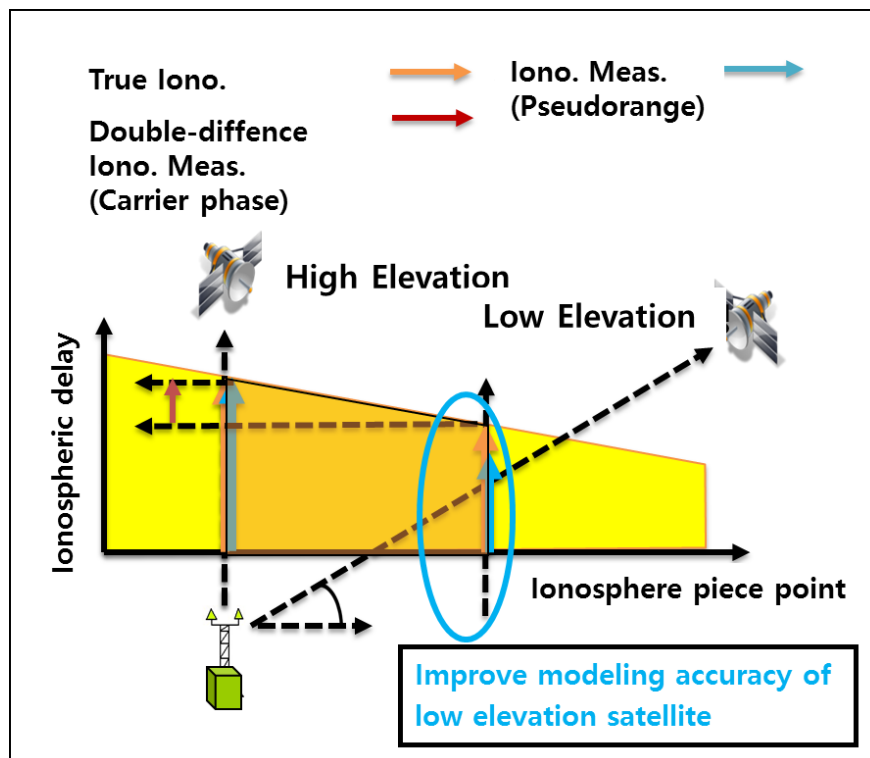 True Iono.
Iono. Meas.
(Pseudorange)
Double-diffence
Iono. Meas.
(Carrier phase)
High Elevation
Low Elevation
Ionospheric delay
Ionosphere piece point
Improve modeling accuracy of
low elevation satellite